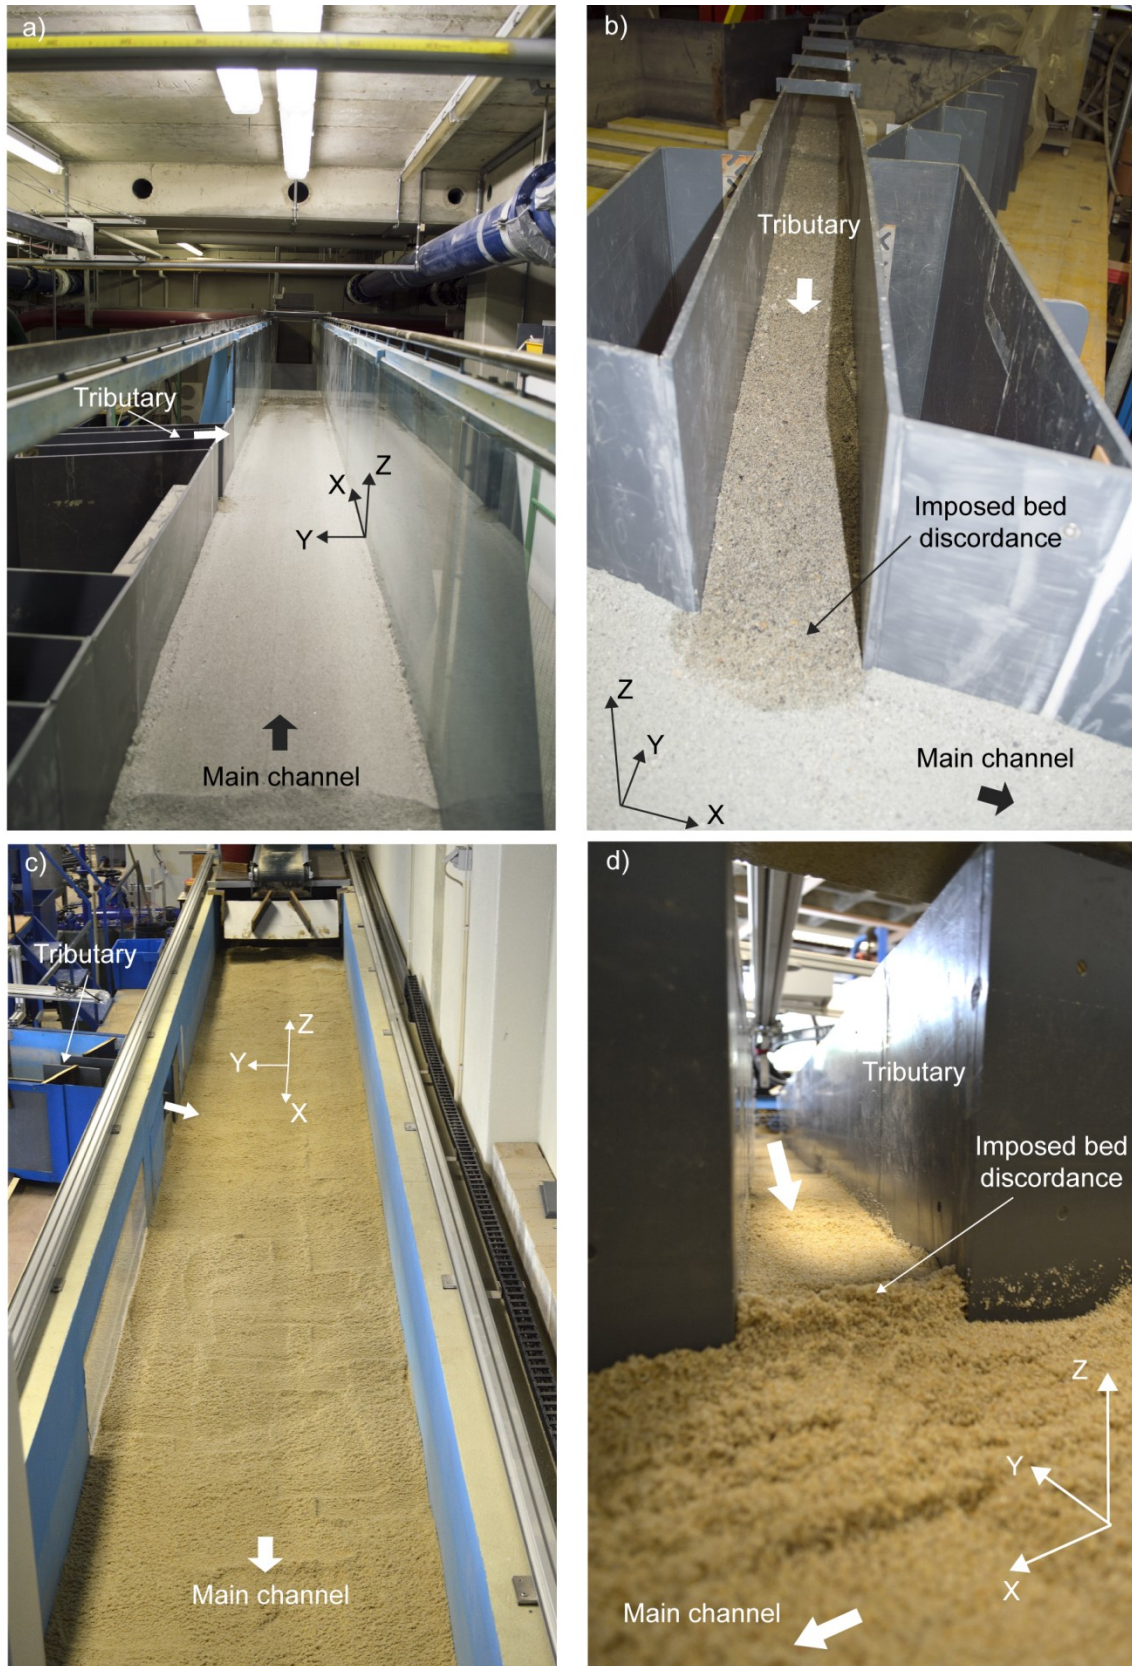 a)
Tributary
Z
X
Y
Main channel
b)
Tributary
Imposed bed
discordance
Z
Y
Main channel
X
c)
Tributary
Z
Y
X
Main channel
d)
Tributary
Imposed bed
discordance
Z
Y
X
Main channel